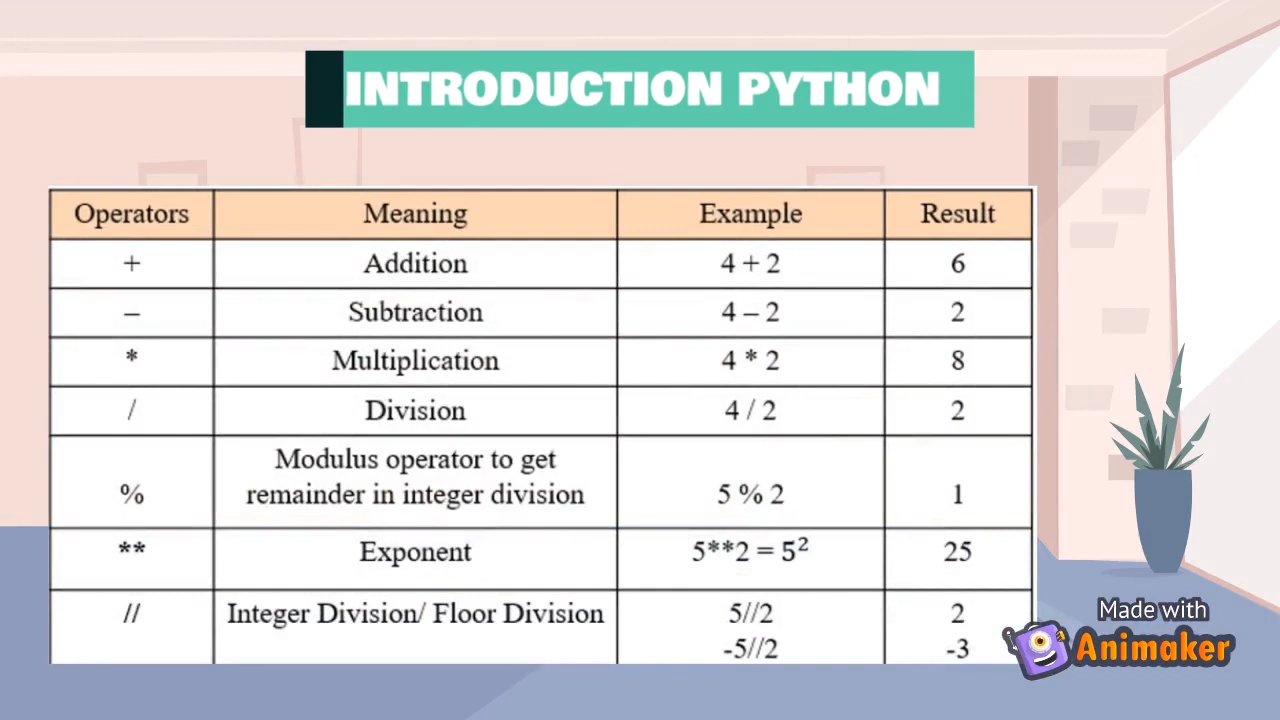 INTRODUCTION PYTHON
Operators Meaning Example Result
+ Addition 4 + 2 6
– Subtraction 4 – 2 2
* Multiplication 4 * 2 8
/ Division 4 / 2 2
Modulus operator to get
% remainder in integer division 5 % 2 1
** Exponent 5**2 = 5² 25
// Integer Division/ Floor Division 5//2 2
-5//2 -3
Made with
Animaker